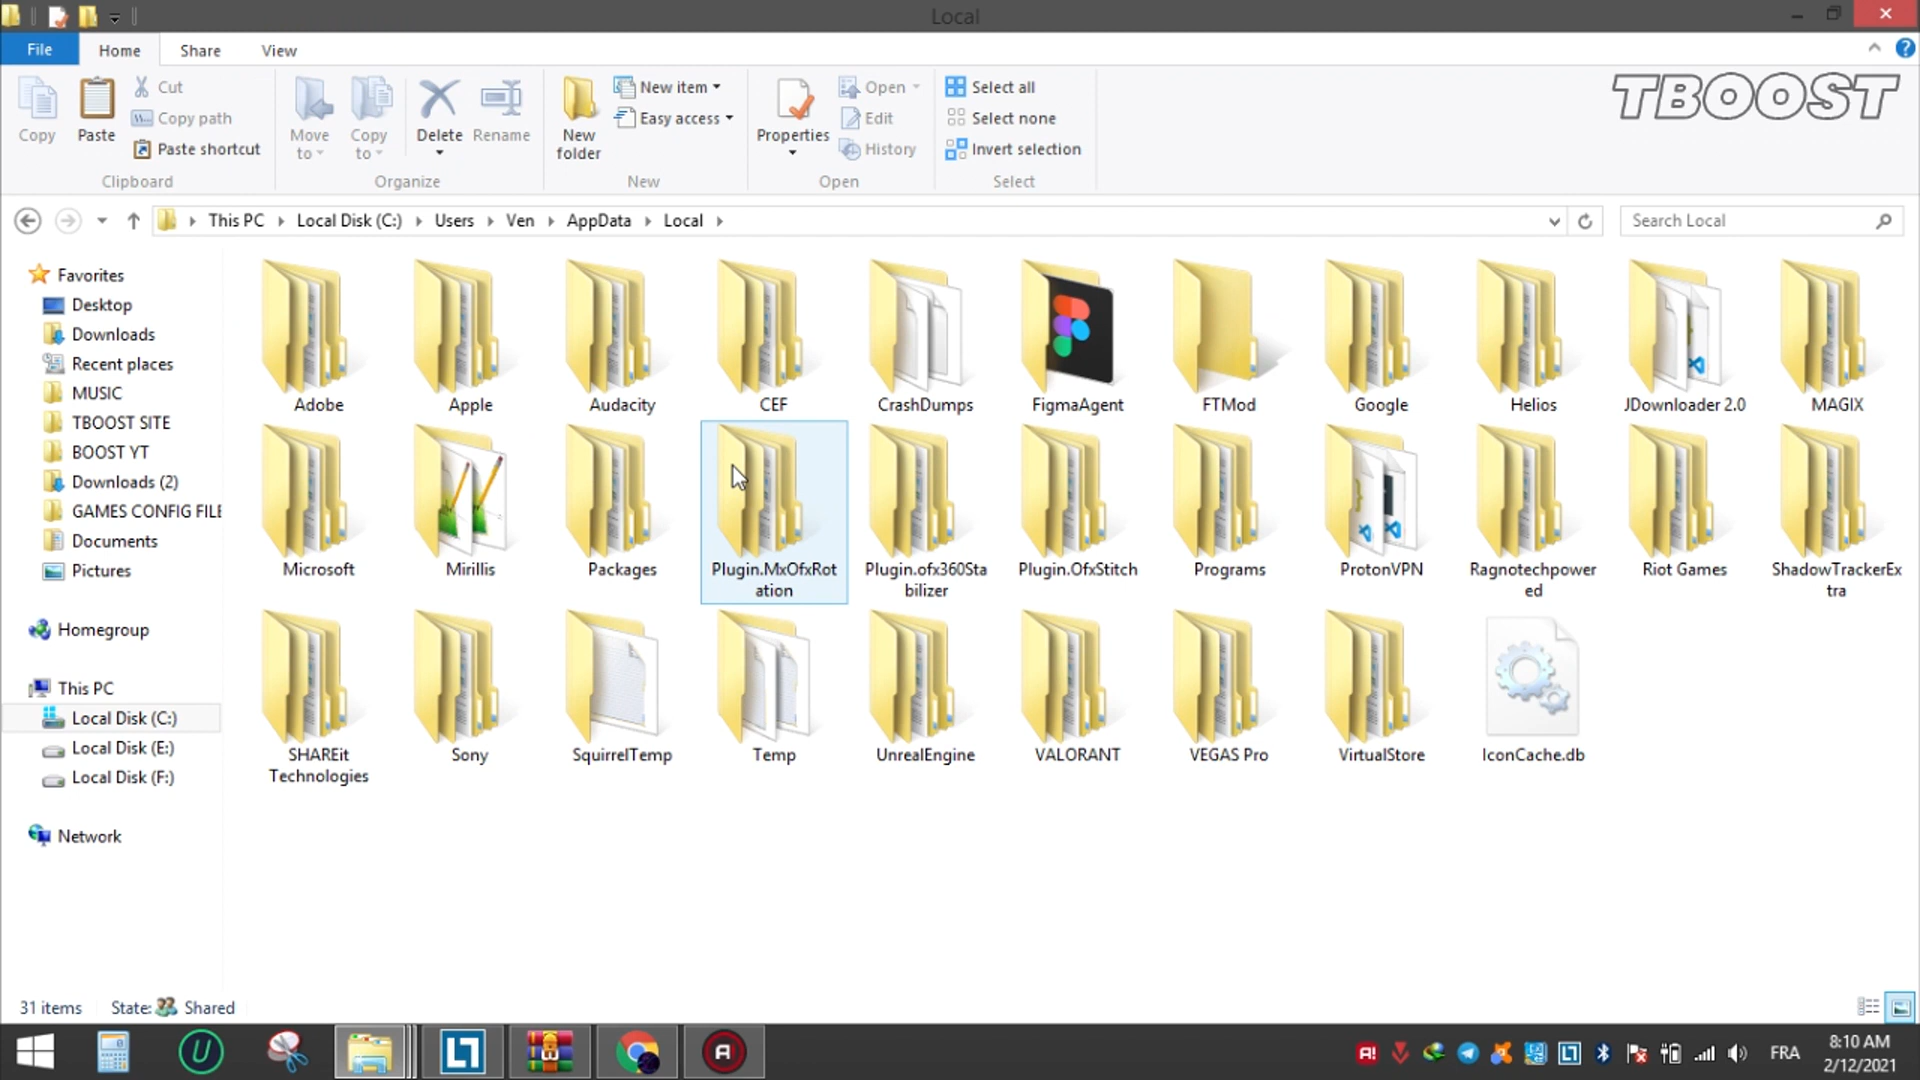 Local
File Home Share View
TBOOST
Copy
Paste
Cut
Copy path
Paste shortcut
Clipboard
Move to
Copy to
Delete
Rename
Organize
New folder
New item
Easy access
New
Properties
Open
Edit
History
Open
Select all
Select none
Invert selection
Select
This PC Local Disk (C:) Users Ven AppData Local
Search Local
Favorites
Desktop
Downloads
Recent places
MUSIC
TBOOST SITE
BOOST YT
Downloads (2)
GAMES CONFIG FILE
Documents
Pictures
Homegroup
This PC
Local Disk (C:)
Local Disk (E:)
Local Disk (F:)
Network
Adobe Apple Audacity CEF CrashDumps FigmaAgent FTMod Google Helios JDownloader 2.0 MAGIX
Microsoft Mirillis Packages Plugin.MxOfxRot Plugin.ofx360Sta Plugin.OfxStitch Programs ProtonVPN Ragnotechpower Riot Games ShadowTrackerEx
ation bilizer ed tra
SHAREit Sony SquirrelTemp Temp UnrealEngine VALORANT VEGAS Pro VirtualStore IconCache.db
Technologies
31 items State: Shared
FRA
8:10 AM
2/12/2021